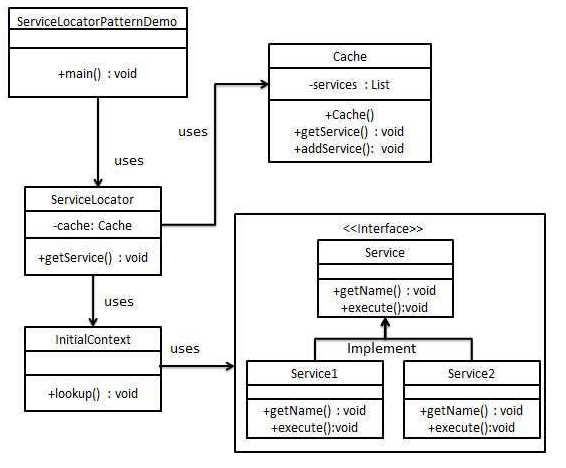 ServiceLocatorPatternDemo
+main() : void
uses
Cache
-services : List
+Cache()
+getService() : void
+addService(): void
uses
ServiceLocator
-cache: Cache
+getService() : void
uses
InitialContext
+lookup() : void
uses
<<Interface>>
Service
+getName() : void
+execute():void
Implement
Service1
+getName() : void
+execute():void
Service2
+getName() : void
+execute():void